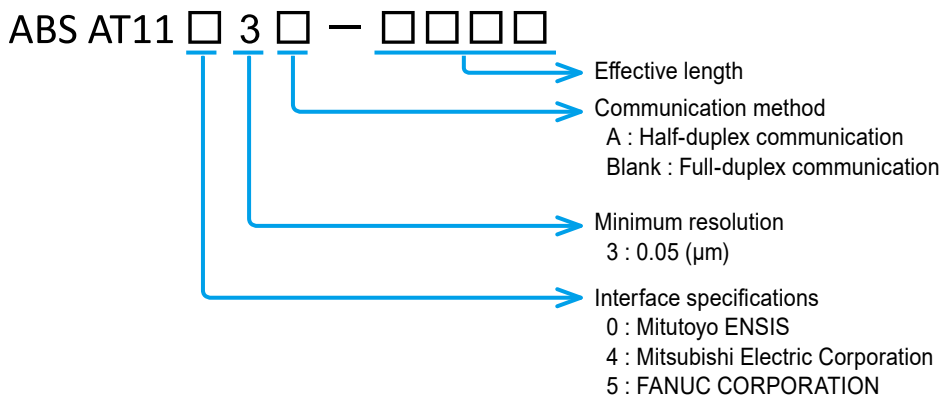 ABS AT11 □ 3 □ － □□□□
Effective length
Communication method
A : Half-duplex communication
Blank : Full-duplex communication
Minimum resolution
3 : 0.05 (μm)
Interface specifications
0 : Mitutoyo ENSIS
4 : Mitsubishi Electric Corporation
5 : FANUC CORPORATION